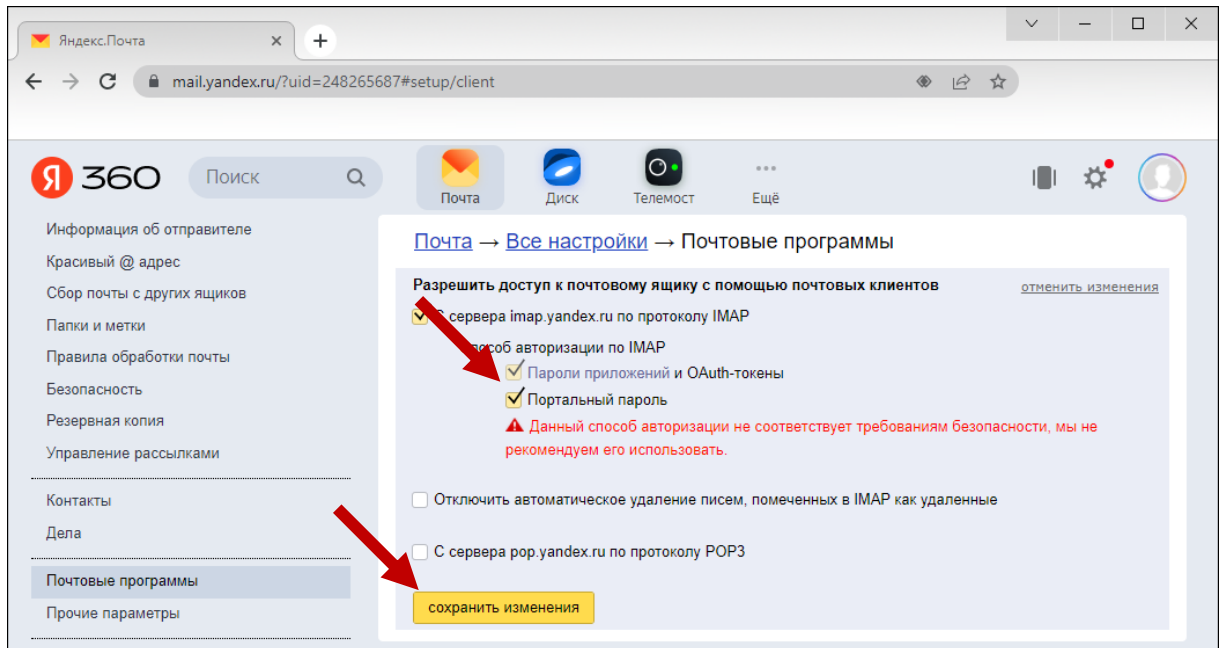 Яндекс.Почта
mail.yandex.ru/?uid=248265687#setup/client
Я 360
Поиск
Почта
Диск
Телемост
Ещё
Информация об отправителе
Красивый @ адрес
Сбор почты с других ящиков
Папки и метки
Правила обработки почты
Безопасность
Резервная копия
Управление рассылками
Контакты
Дела
Почтовые программы
Прочие параметры
Почта → Все настройки → Почтовые программы
Разрешить доступ к почтовому ящику с помощью почтовых клиентов
отменить изменения
С сервера imap.yandex.ru по протоколу IMAP
авторизации по IMAP
Пароли приложений и OAuth-токены
Портальный пароль
Данный способ авторизации не соответствует требованиям безопасности, мы не
рекомендуем его использовать.
Отключить автоматическое удаление писем, помеченных в IMAP как удаленные
С сервера pop.yandex.ru по протоколу POP3
сохранить изменения